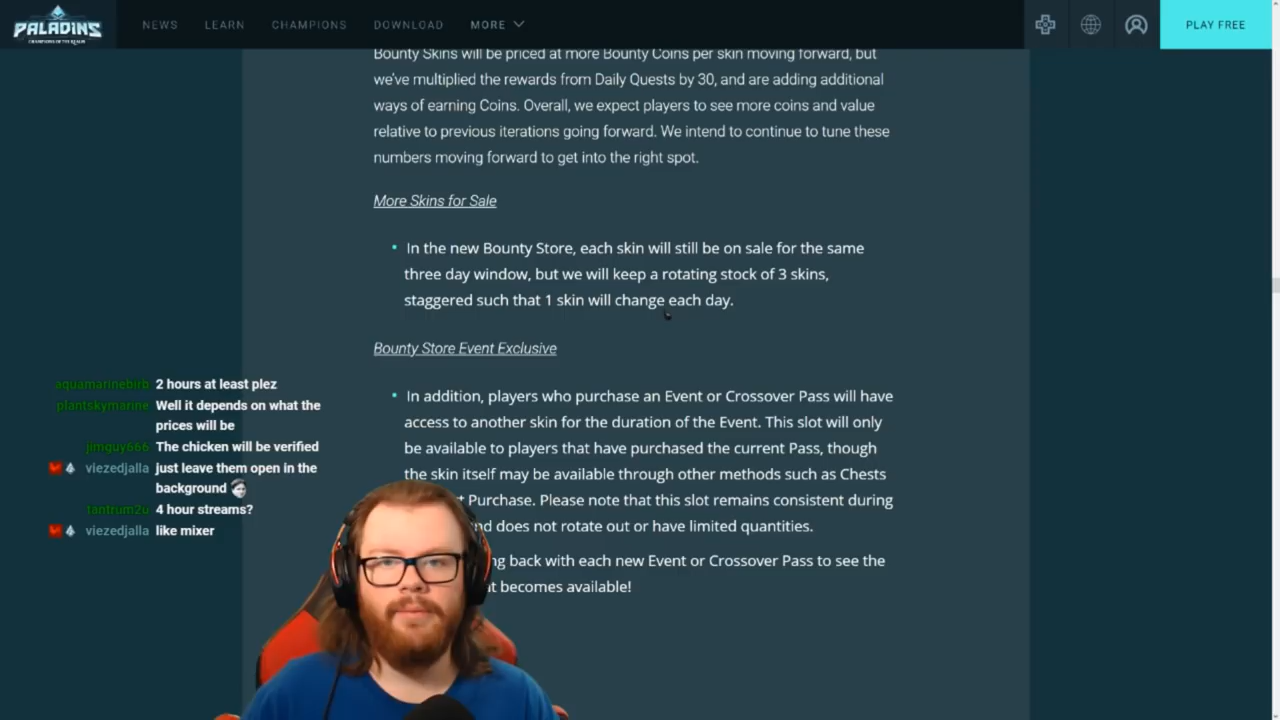 PALADINS
CHAMPIONS OF THE REALM
NEWS
LEARN
CHAMPIONS
DOWNLOAD
MORE
PLAY FREE
Bounty Skins will be priced at more Bounty Coins per skin moving forward, but
we've multiplied the rewards from Daily Quests by 30, and are adding additional
ways of earning Coins. Overall, we expect players to see more coins and value
relative to previous iterations going forward. We intend to continue to tune these
numbers moving forward to get into the right spot.
More Skins for Sale
• In the new Bounty Store, each skin will still be on sale for the same
three day window, but we will keep a rotating stock of 3 skins,
staggered such that 1 skin will change each day.
Bounty Store Event Exclusive
• In addition, players who purchase an Event or Crossover Pass will have
access to another skin for the duration of the Event. This slot will only
be available to players that have purchased the current Pass, though
the skin itself may be available through other methods such as Chests
Purchase. Please note that this slot remains consistent during
does not rotate out or have limited quantities.
back with each new Event or Crossover Pass to see the
becomes available!
aquamarinebirb 2 hours at least plez
plantskymarine Well it depends on what the
prices will be
jimguy666 The chicken will be verified
viezedjalla just leave them open in the
background
tantrum2u 4 hour streams?
viezedjalla like mixer